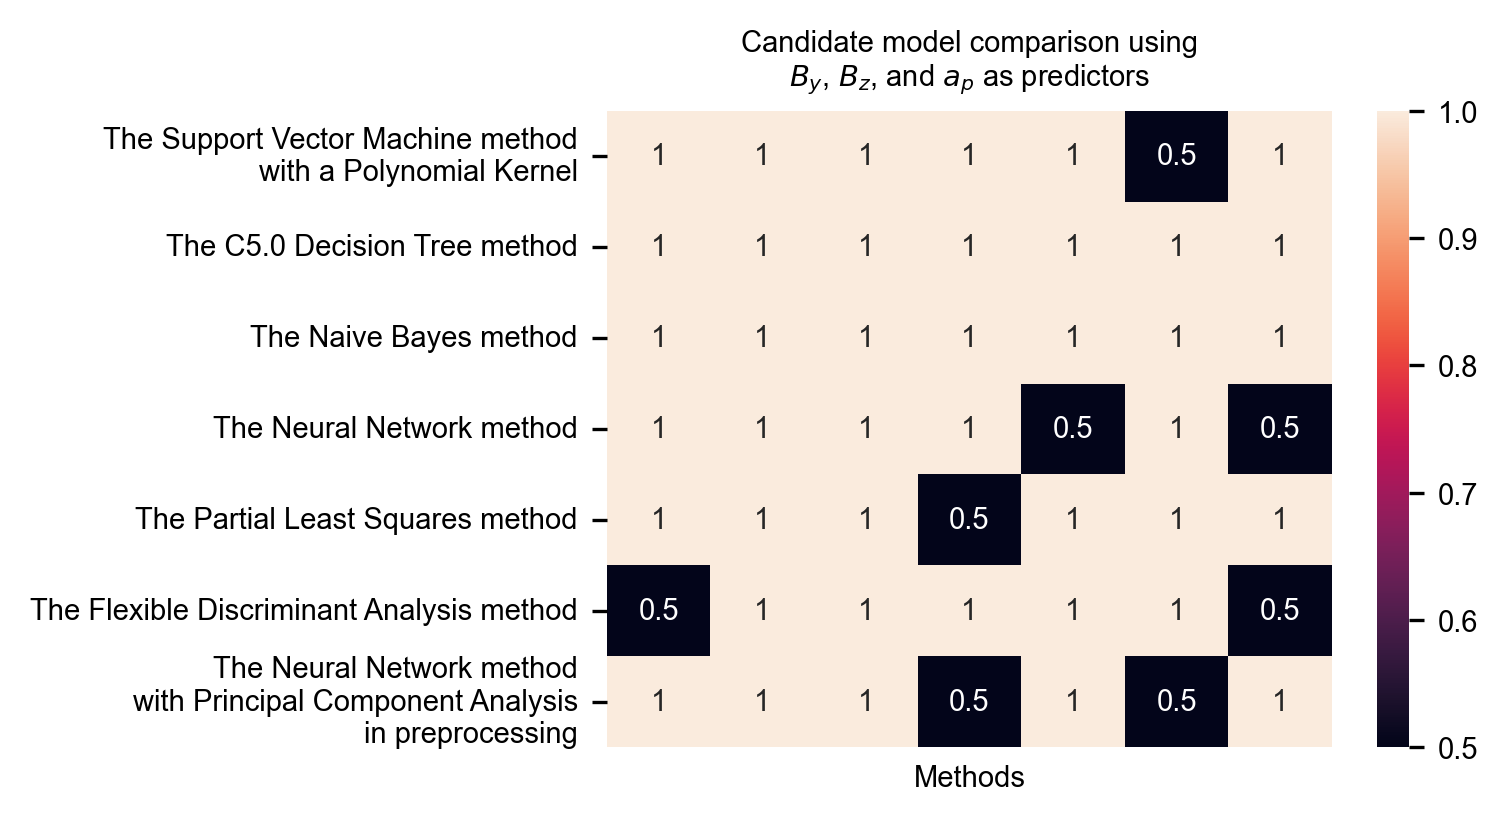 Candidate model comparison using
B_y, B_z, and a_p as predictors
The Support Vector Machine method
with a Polynomial Kernel
1 1 1 1 1 0.5 1
The C5.0 Decision Tree method
1 1 1 1 1 1 1
The Naive Bayes method
1 1 1 1 1 1 1
The Neural Network method
1 1 1 1 0.5 1 0.5
The Partial Least Squares method
1 1 1 0.5 1 1 1
The Flexible Discriminant Analysis method
0.5 1 1 1 1 1 0.5
The Neural Network method
with Principal Component Analysis
in preprocessing
1 1 1 0.5 1 0.5 1
Methods
1.0
0.9
0.8
0.7
0.6
0.5